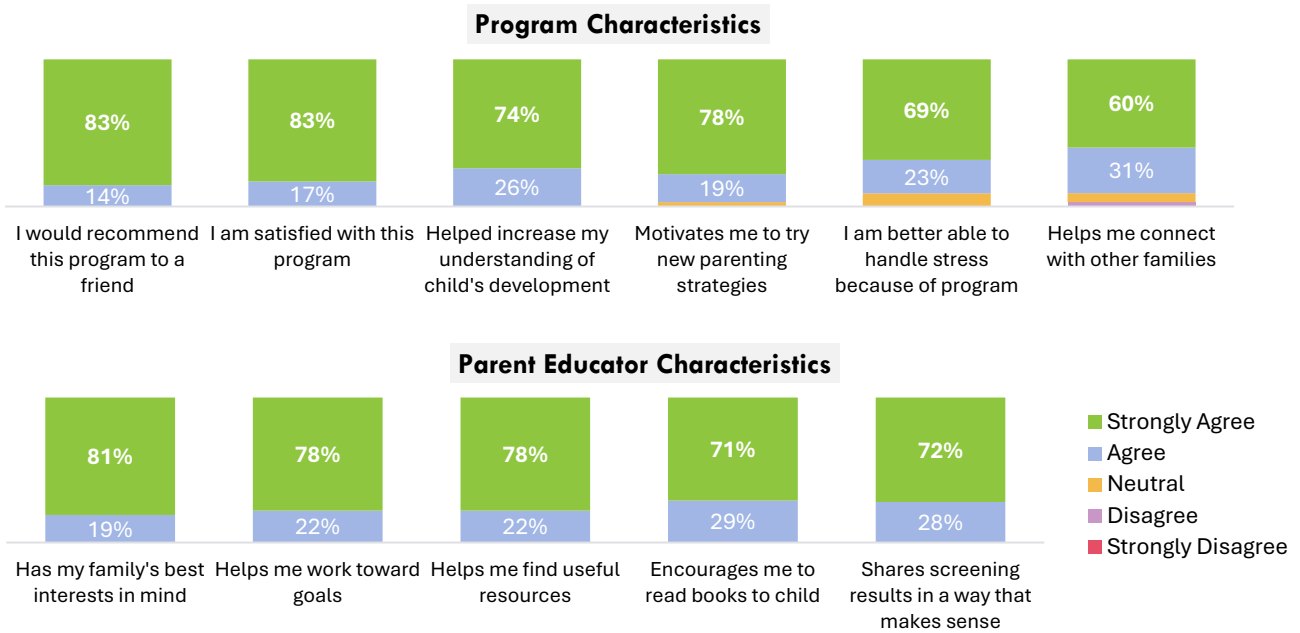 Program Characteristics
83%
83%
74%
78%
69%
60%
14%
17%
26%
19%
23%
31%
I would recommend
this program to a
friend
I am satisfied with this
program
Helped increase my
understanding of
child's development
Motivates me to try
new parenting
strategies
I am better able to
handle stress
because of program
Helps me connect
with other families
Parent Educator Characteristics
81%
78%
78%
71%
72%
19%
22%
22%
29%
28%
Has my family's best
interests in mind
Helps me work toward
goals
Helps me find useful
resources
Encourages me to
read books to child
Shares screening
results in a way that
makes sense
Strongly Agree
Agree
Neutral
Disagree
Strongly Disagree